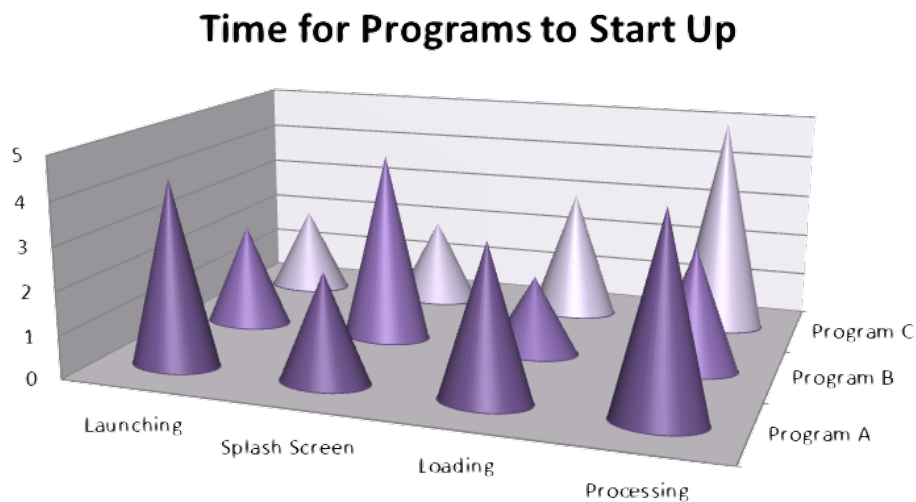 Time for Programs to Start Up
5
4
3
2
1
0
Launching
Splash Screen
Loading
Processing
Program C
Program B
Program A